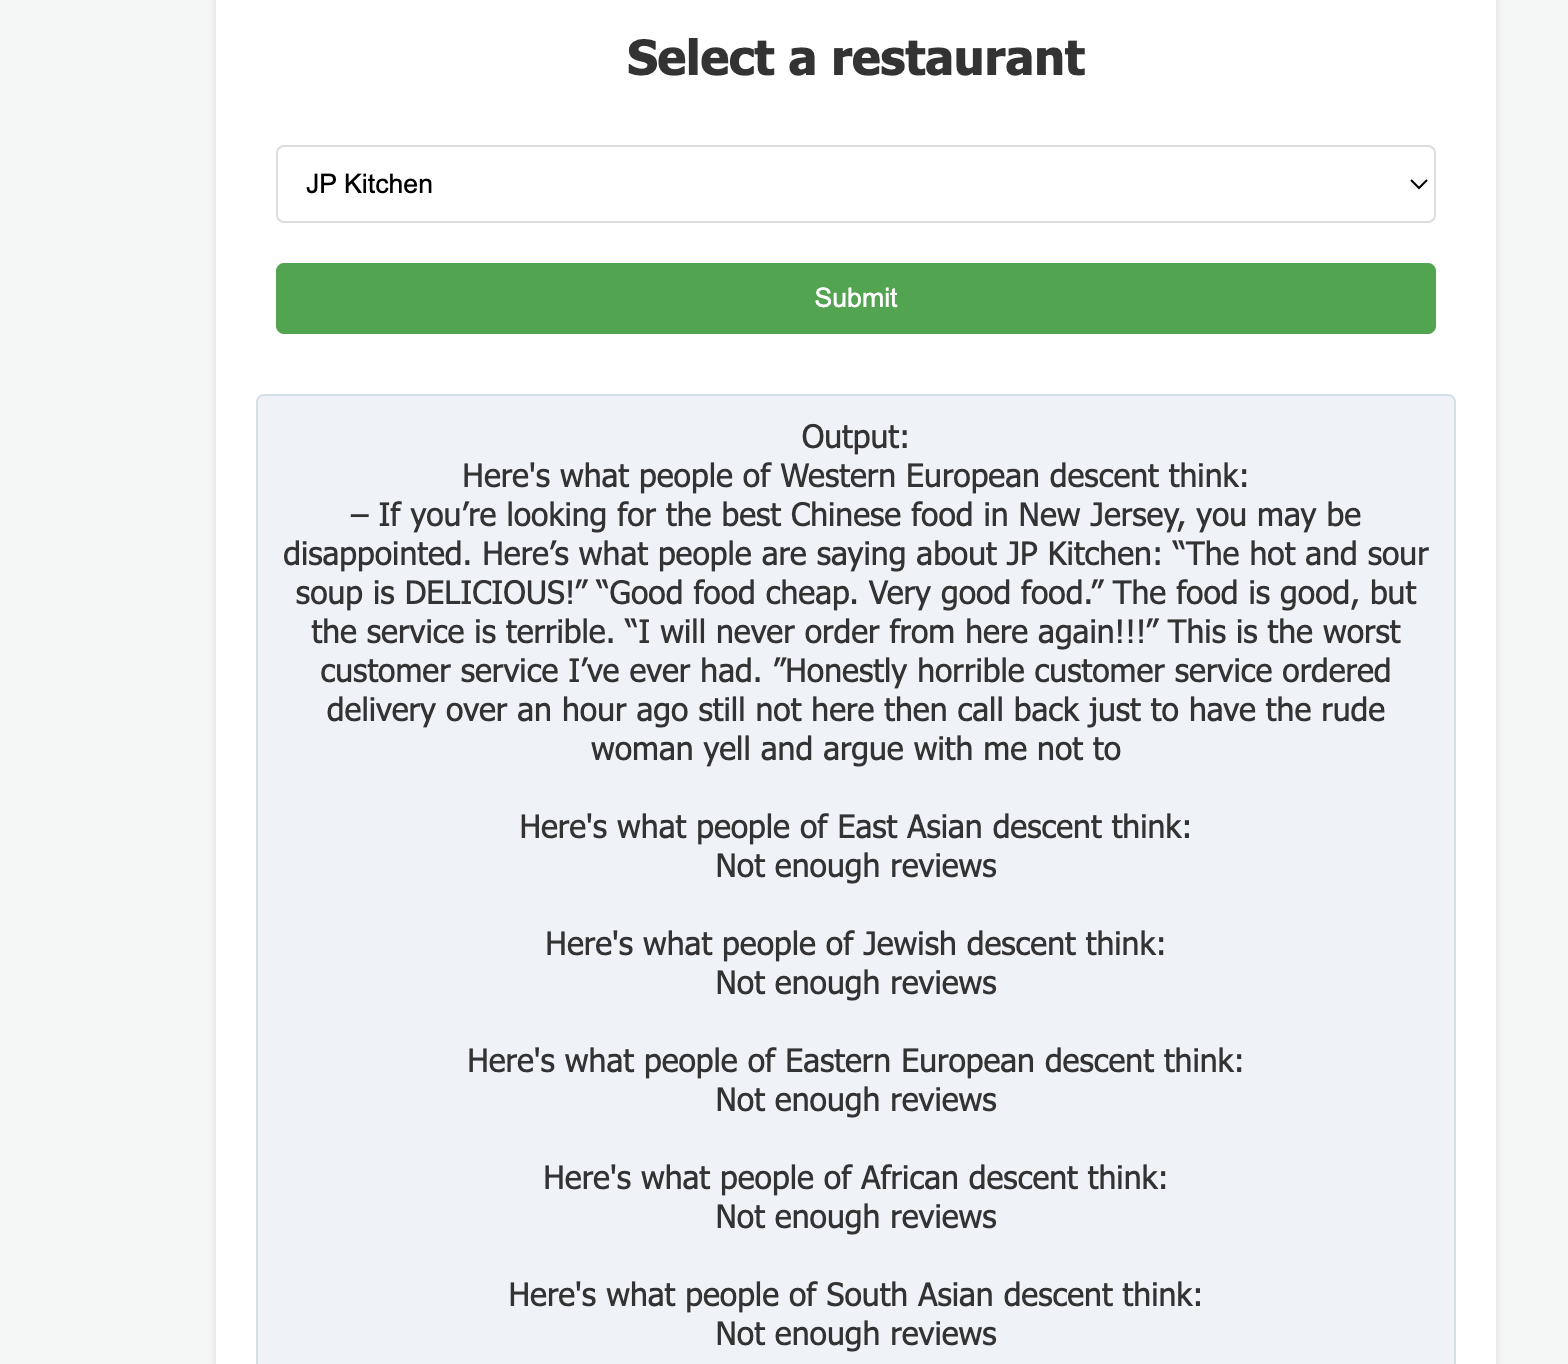 Select a restaurant
JP Kitchen
Submit
Output:
Here's what people of Western European descent think:
– If you’re looking for the best Chinese food in New Jersey, you may be
disappointed. Here’s what people are saying about JP Kitchen: “The hot and sour
soup is DELICIOUS!” “Good food cheap. Very good food.” The food is good, but
the service is terrible. “I will never order from here again!!!” This is the worst
customer service I’ve ever had. ”Honestly horrible customer service ordered
delivery over an hour ago still not here then call back just to have the rude
woman yell and argue with me not to
Here's what people of East Asian descent think:
Not enough reviews
Here's what people of Jewish descent think:
Not enough reviews
Here's what people of Eastern European descent think:
Not enough reviews
Here's what people of African descent think:
Not enough reviews
Here's what people of South Asian descent think:
Not enough reviews